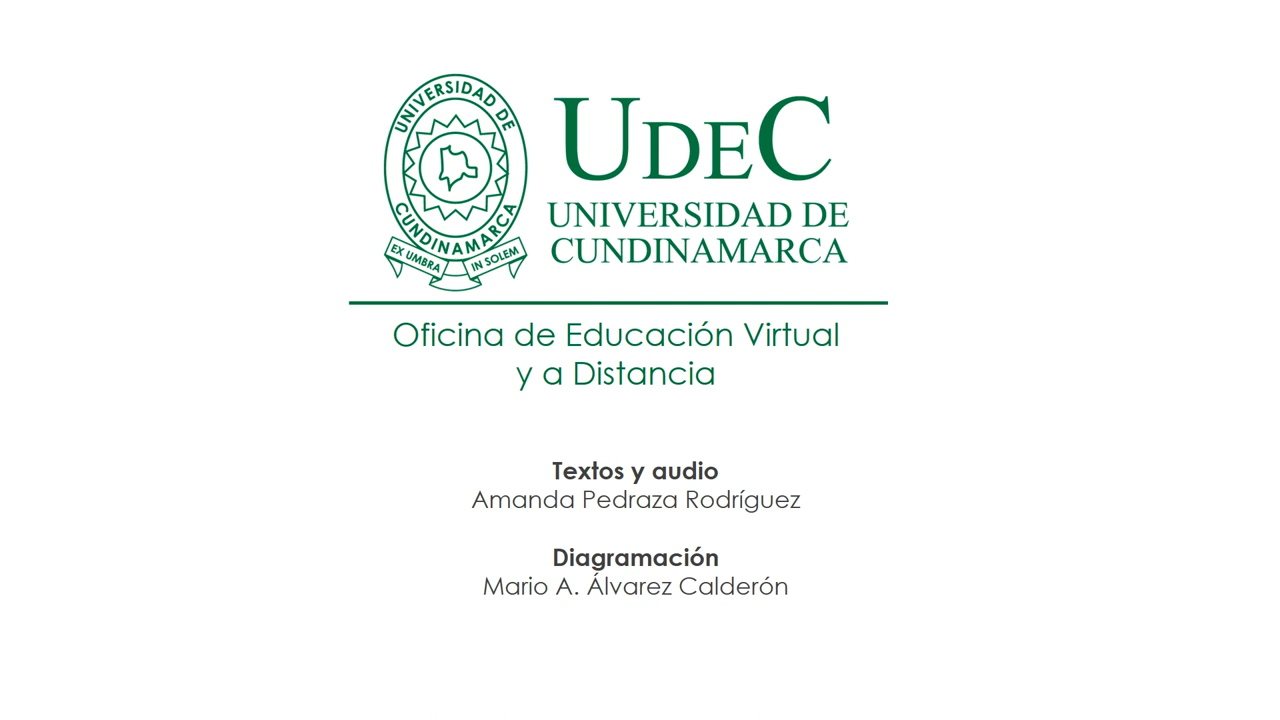 UNIVERSIDAD DE
CUNDINAMARCA
EX UMBRA IN SOLEM
UDEC
UNIVERSIDAD DE
CUNDINAMARCA
Oficina de Educación Virtual
y a Distancia
Textos y audio
Amanda Pedraza Rodríguez
Diagramación
Mario A. Álvarez Calderón